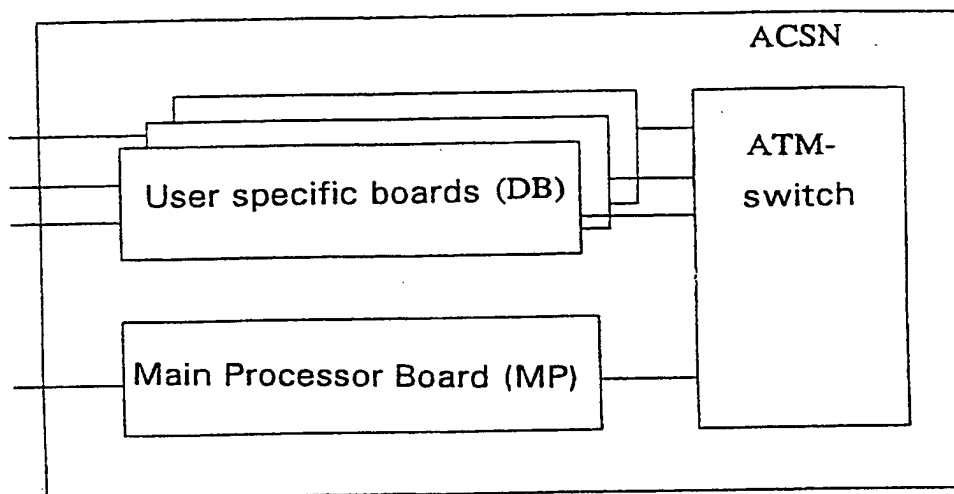 ACSN
User specific boards (DB)
ATM-
switch
Main Processor Board (MP)